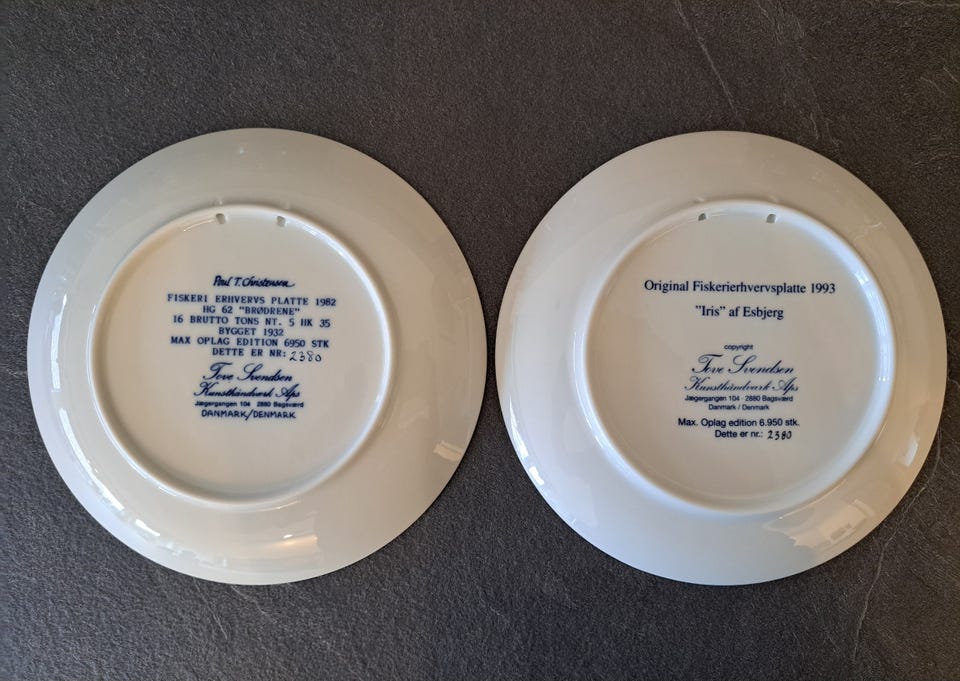 Poul T. Christensen
FISKERI ERHVERVS PLATTE 1982
HG 62 "BRØDRENE"
16 BRUTTO TONS NT. 5 HK 35
BYGGET 1932
MAX OPLAG EDITION 6950 STK
DETTE ER NR: 2380
Tove Svendsen
Kunsthåndværk Aps
Jægergangen 104 2880 Bagsværd
DANMARK/DENMARK
Original Fiskerierhvervsplatte 1993
"Iris" af Esbjerg
copyright
Tove Svendsen
Kunsthåndværk Aps
Jægergangen 104 · 2880 Bagsværd
Danmark / Denmark
Max. Oplag edition 6.950 stk.
Dette er nr.: 2380